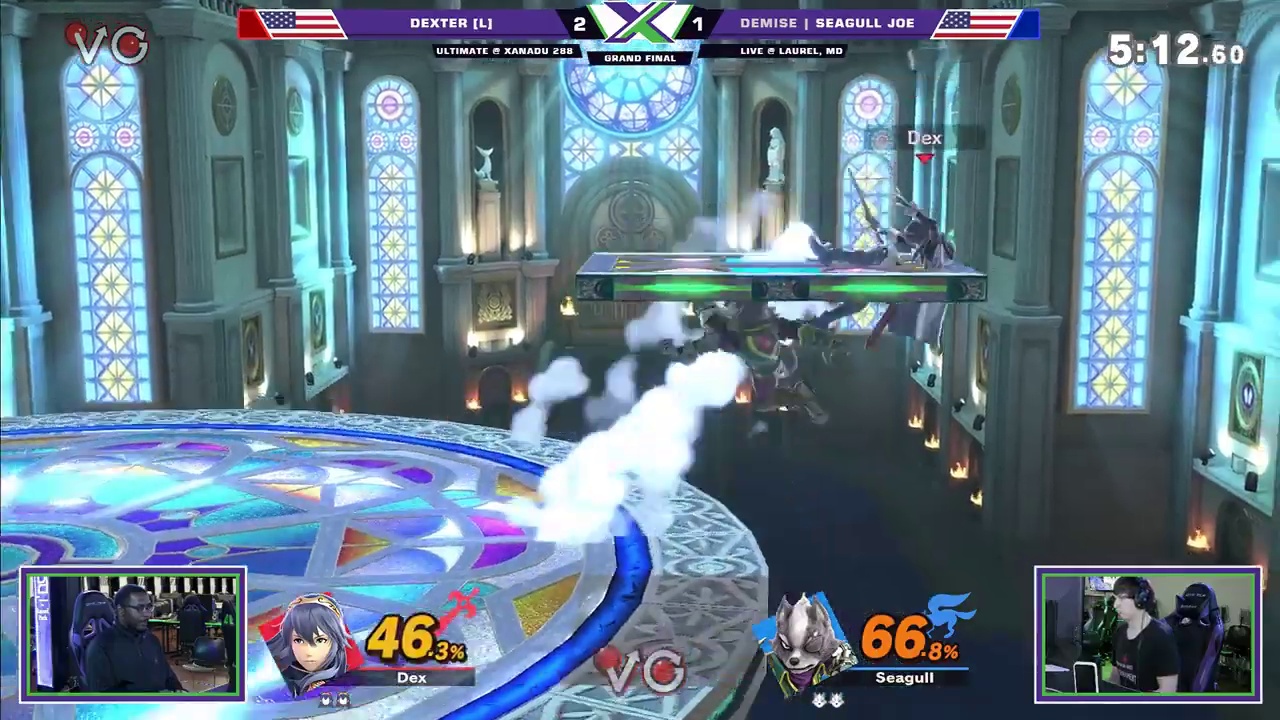 DEXTER [L] 2 1 DEMISE | SEAGULL JOE
ULTIMATE @ XANADU 288 GRAND FINAL LIVE @ LAUREL, MD
VG
5:12.60
Dex
46.3%
Dex
VG
66.8%
Seagull